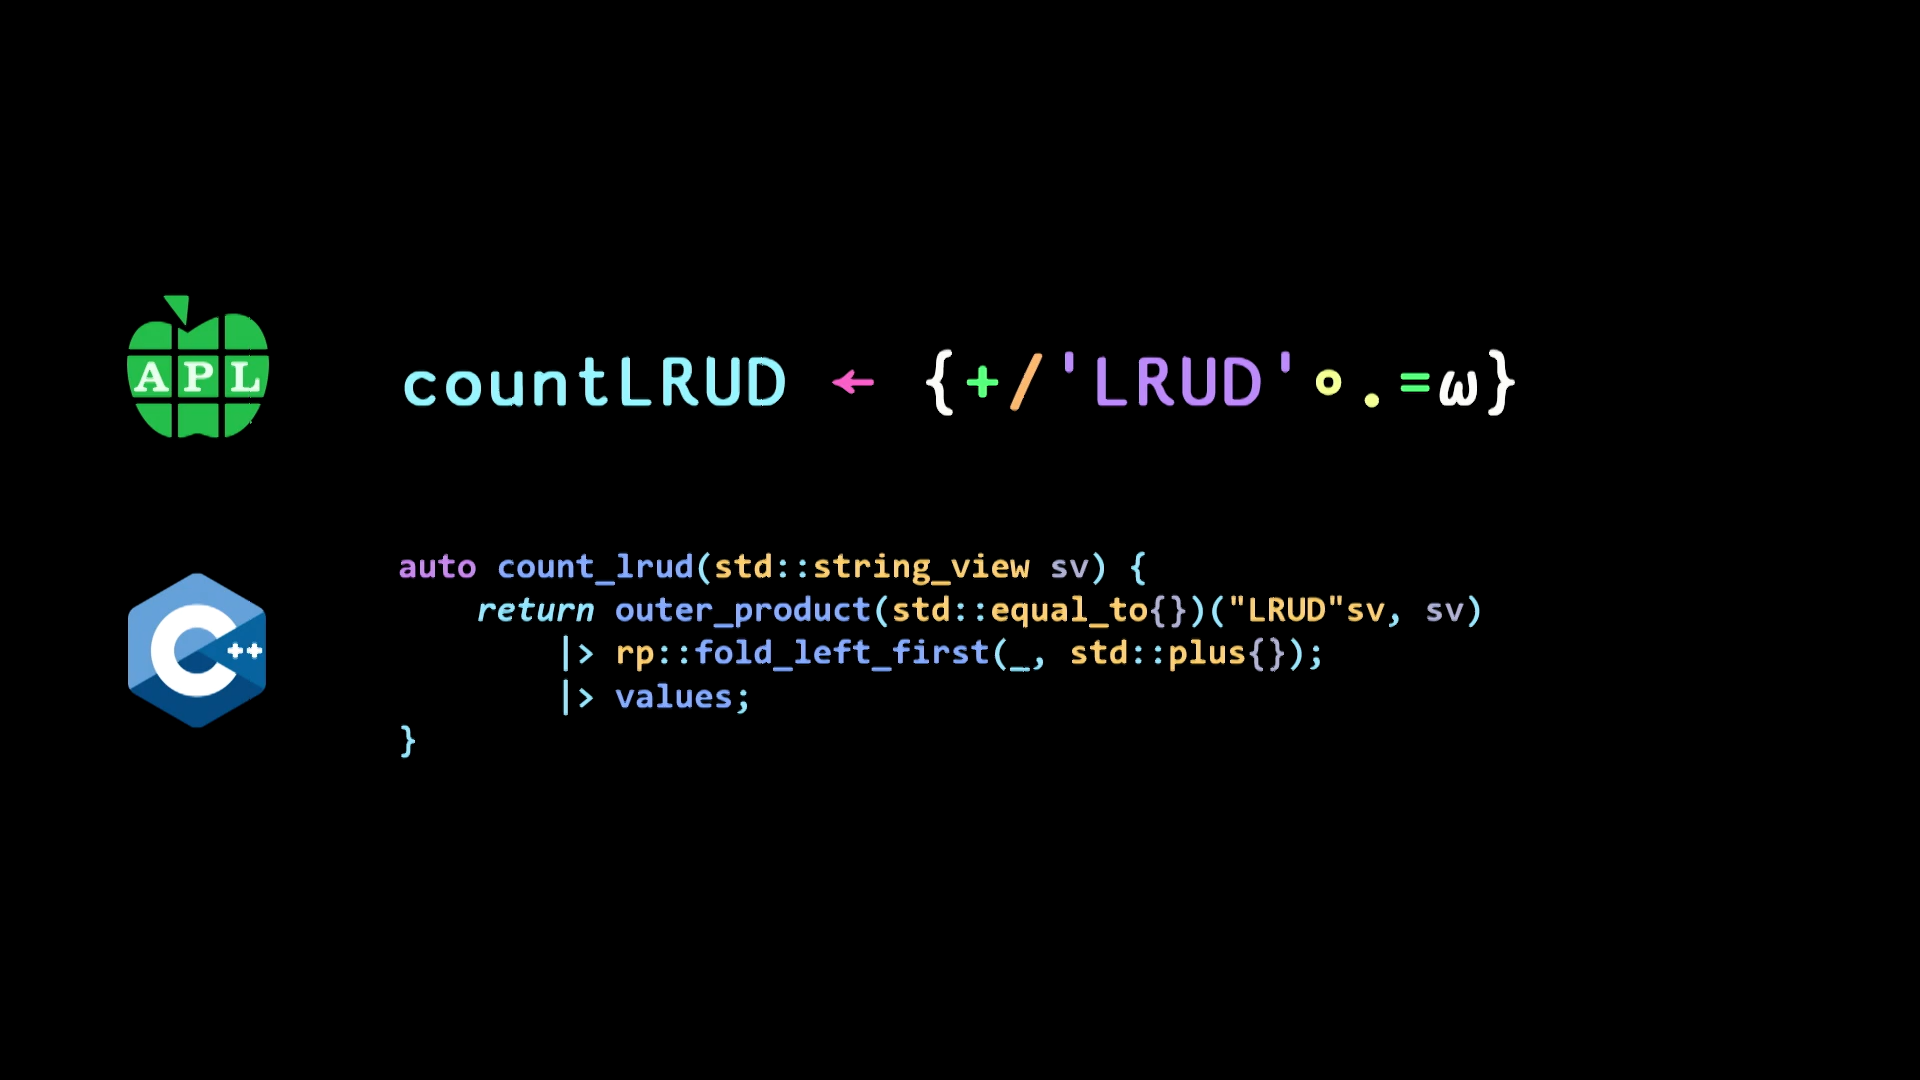 APL
countLRUD ← {+/'LRUD'∘.=ω}
C++
auto count_lrud(std::string_view sv) {
    return outer_product(std::equal_to{})("LRUD"sv, sv)
        |> rp::fold_left_first(_, std::plus{});
        |> values;
}